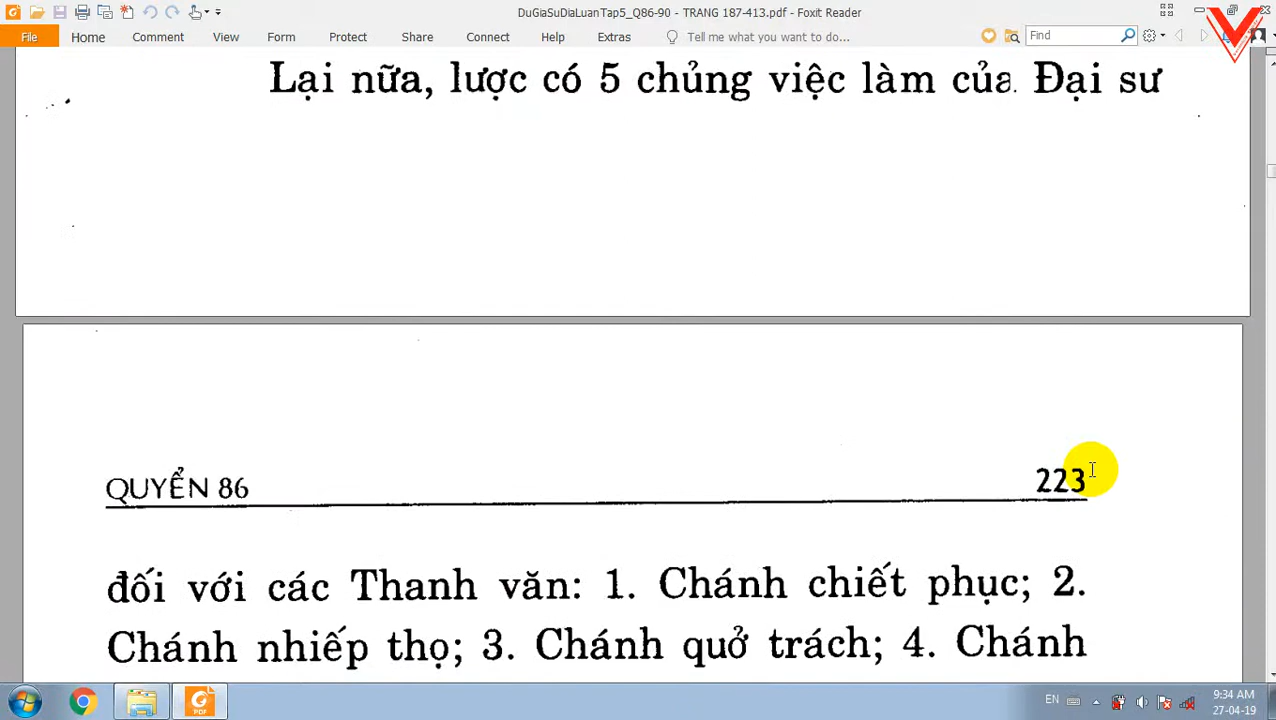 DuGiaSuDiaLuanTap5_Q86-90 - TRANG 187-413.pdf - Foxit Reader
File Home Comment View Form Protect Share Connect Help Extras Tell me what you want to do... Find
Lại nữa, lược có 5 chủng việc làm của Đại sư
QUYỂN 86 223
đối với các Thanh văn: 1. Chánh chiết phục; 2.
Chánh nhiếp thọ; 3. Chánh quở trách; 4. Chánh
EN 9:34 AM
27-04-19